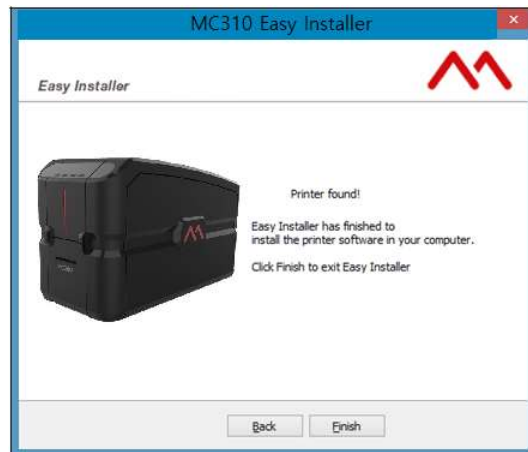 MC310 Easy Installer
Easy Installer
Printer found!
Easy Installer has finished to
install the printer software in your computer.
Click Finish to exit Easy Installer
Back
Finish